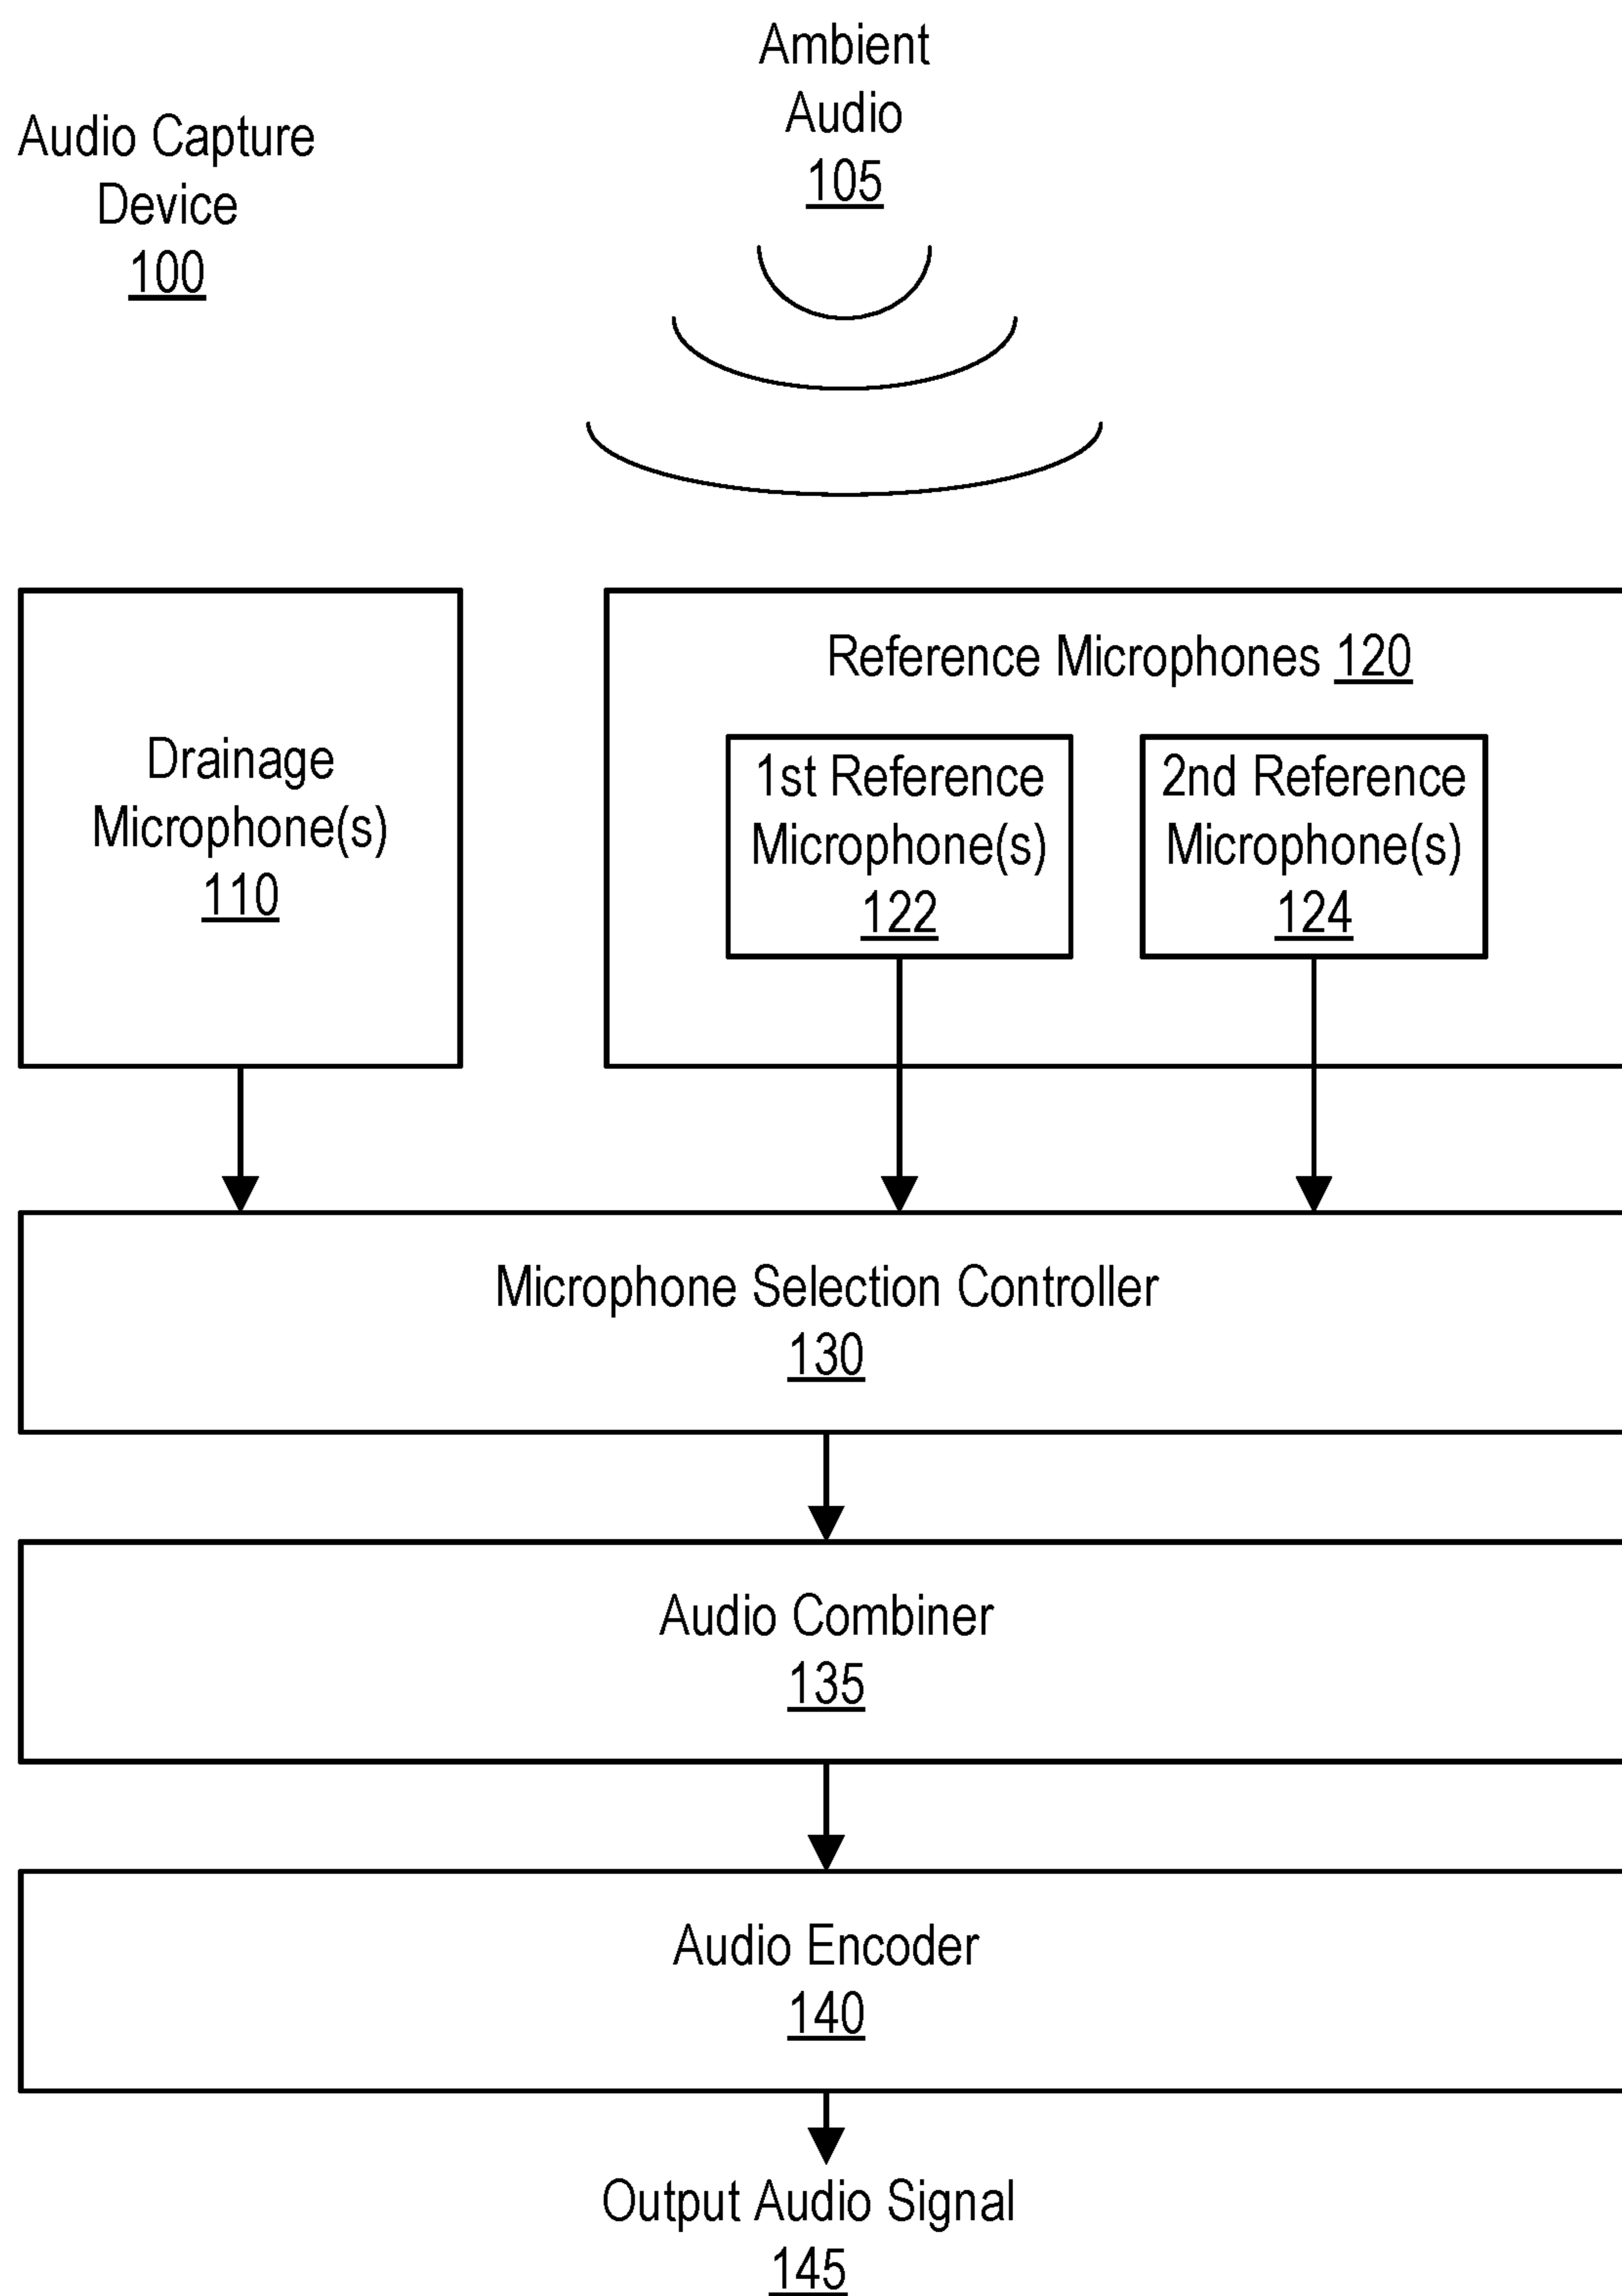 Audio Capture
Device
100
Ambient
Audio
105
Drainage
Microphone(s)
110
Reference Microphones 120
1st Reference
Microphone(s)
122
2nd Reference
Microphone(s)
124
Microphone Selection Controller
130
Audio Combiner
135
Audio Encoder
140
Output Audio Signal
145